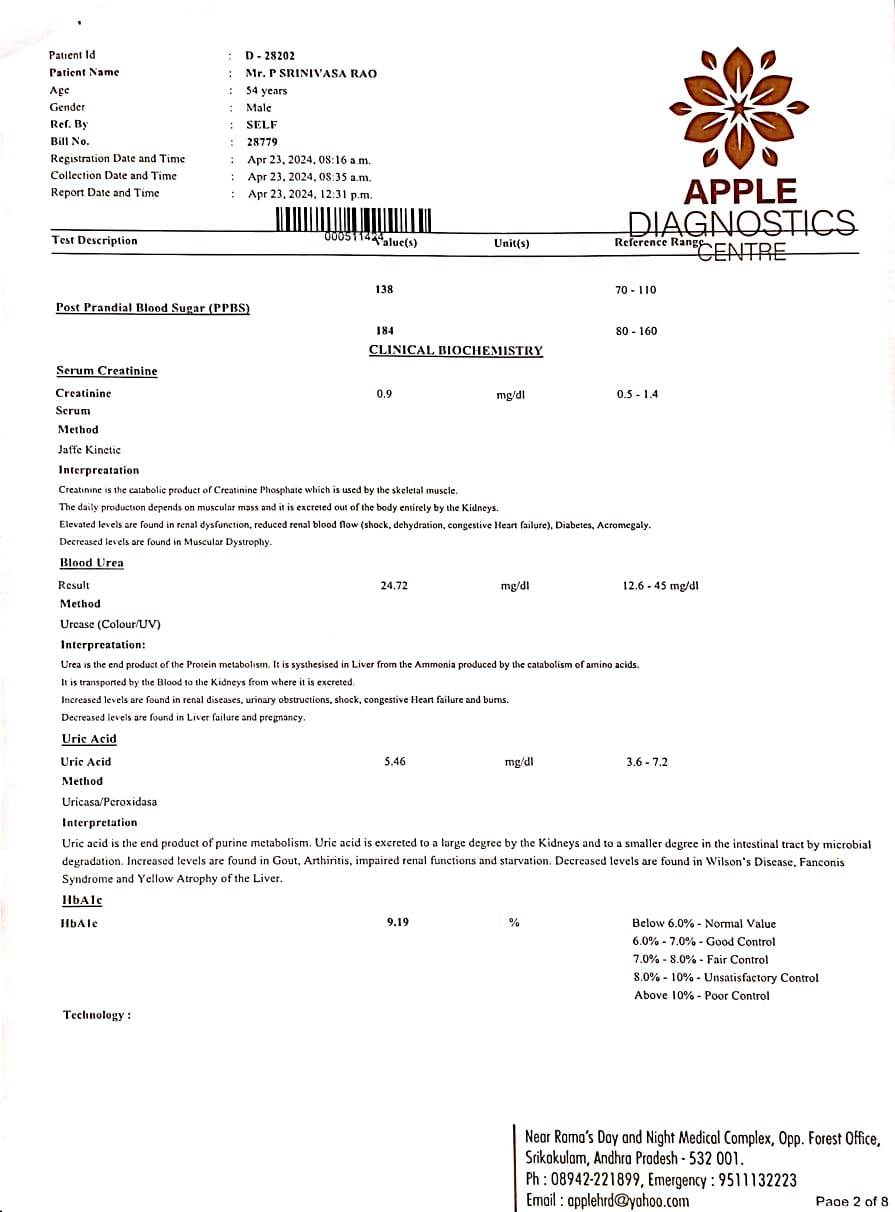 Patient Id : D - 28202
Patient Name : Mr. P SRINIVASA RAO
Age : 54 years
Gender : Male
Ref. By : SELF
Bill No. : 28779
Registration Date and Time : Apr 23, 2024, 08:16 a.m.
Collection Date and Time : Apr 23, 2024, 08:35 a.m.
Report Date and Time : Apr 23, 2024, 12:31 p.m.
APPLE
DIAGNOSTICS
CENTRE
000511424
Test Description alue(s) Unit(s) Reference Range
138 70 - 110
Post Prandial Blood Sugar (PPBS)
184 80 - 160
CLINICAL BIOCHEMISTRY
Serum Creatinine
Creatinine 0.9 mg/dl 0.5 - 1.4
Serum
Method
Jaffe Kinetic
Interpreatation
Creatinine is the catabolic product of Creatinine Phosphate which is used by the skeletal muscle.
The daily production depends on muscular mass and it is excreted out of the body entirely by the Kidneys.
Elevated levels are found in renal dysfunction, reduced renal blood flow (shock, dehydration, congestive Heart failure), Diabetes, Acromegaly.
Decreased levels are found in Muscular Dystrophy.
Blood Urea
Result 24.72 mg/dl 12.6 - 45 mg/dl
Method
Urease (Colour/UV)
Interpreatation:
Urea is the end product of the Protein metabolism. It is systhesised in Liver from the Ammonia produced by the catabolism of amino acids.
It is transported by the Blood to the Kidneys from where it is excreted.
Increased levels are found in renal diseases, urinary obstructions, shock, congestive Heart failure and burns.
Decreased levels are found in Liver failure and pregnancy.
Uric Acid
Uric Acid 5.46 mg/dl 3.6 - 7.2
Method
Uricasa/Peroxidasa
Interpretation
Uric acid is the end product of purine metabolism. Uric acid is excreted to a large degree by the Kidneys and to a smaller degree in the intestinal tract by microbial
degradation. Increased levels are found in Gout, Arthiritis, impaired renal functions and starvation. Decreased levels are found in Wilson's Disease, Fanconis
Syndrome and Yellow Atrophy of the Liver.
HbA1c
HbA1c 9.19 % Below 6.0% - Normal Value
6.0% - 7.0% - Good Control
7.0% - 8.0% - Fair Control
8.0% - 10% - Unsatisfactory Control
Above 10% - Poor Control
Technology :
Near Rama's Day and Night Medical Complex, Opp. Forest Office,
Srikakulam, Andhra Pradesh - 532 001.
Ph : 08942-221899, Emergency : 9511132223
Email : applehrd@yahoo.com
Page 2 of 8